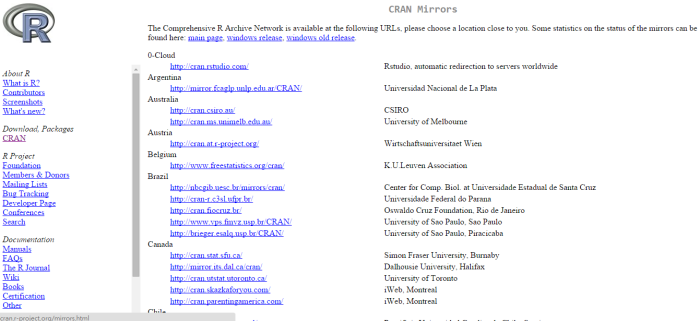 CRAN Mirrors
The Comprehensive R Archive Network is available at the following URLs, please choose a location close to you. Some statistics on the status of the mirrors can be
found here: main page, windows release, windows old release.
R
About R
What is R?
Contributors
Screenshots
What's new?
Download, Packages
CRAN
R Project
Foundation
Members & Donors
Mailing Lists
Bug Tracking
Developer Page
Conferences
Search
Documentation
Manuals
FAQs
The R Journal
Wiki
Books
Certification
Other
cran.r-project.org/mirrors.html
0-Cloud
http://cran.rstudio.com/ Rstudio, automatic redirection to servers worldwide
Argentina
http://mirror.fcaglp.unlp.edu.ar/CRAN/ Universidad Nacional de La Plata
Australia
http://cran.csiro.au/ CSIRO
http://cran.ms.unimelb.edu.au/ University of Melbourne
Austria
http://cran.at.r-project.org/ Wirtschaftsuniversitaet Wien
Belgium
http://www.freestatistics.org/cran/ K.U.Leuven Association
Brazil
http://nbcgib.uesc.br/mirrors/cran/ Center for Comp. Biol. at Universidade Estadual de Santa Cruz
http://cran-r.c3sl.ufpr.br/ Universidade Federal do Parana
http://cran.fiocruz.br/ Oswaldo Cruz Foundation, Rio de Janeiro
http://www.vps.fmvz.usp.br/CRAN/ University of Sao Paulo, Sao Paulo
http://brieger.esalq.usp.br/CRAN/ University of Sao Paulo, Piracicaba
Canada
http://cran.stat.sfu.ca/ Simon Fraser University, Burnaby
http://mirror.its.dal.ca/cran/ Dalhousie University, Halifax
http://cran.utstat.utoronto.ca/ University of Toronto
http://cran.skazkaforyou.com/ iWeb, Montreal
http://cran.parentingamerica.com/ iWeb, Montreal
Chile